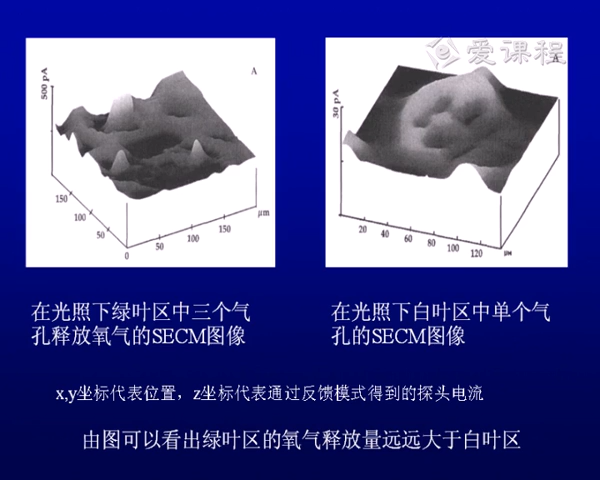 爱课程
A
A
500 pA
30 pA
150
100
50
0
50
100
150
μm
20
40
60
80
100
120
μm
在光照下绿叶区中三个气
孔释放氧气的SECM图像
在光照下白叶区中单个气
孔的SECM图像
x,y坐标代表位置，z坐标代表通过反馈模式得到的探头电流
由图可以看出绿叶区的氧气释放量远远大于白叶区